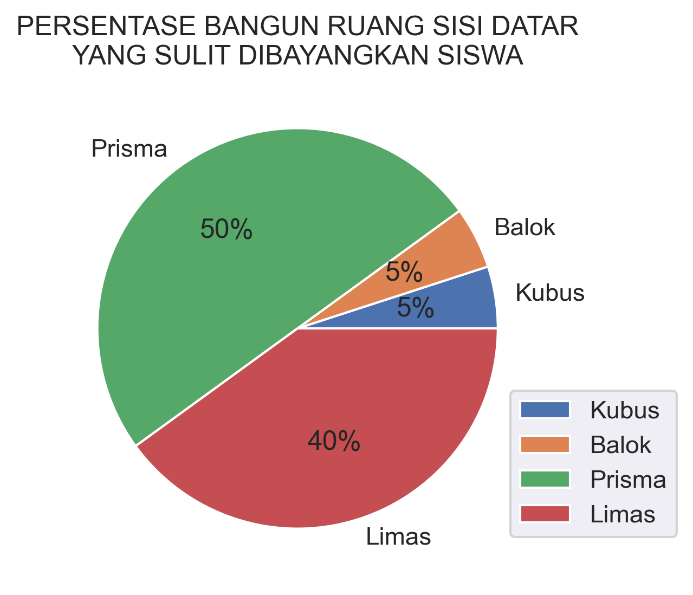 PERSENTASE BANGUN RUANG SISI DATAR
YANG SULIT DIBAYANGKAN SISWA
Prisma
50%
Balok
5%
Kubus
5%
40%
Limas
Kubus
Balok
Prisma
Limas